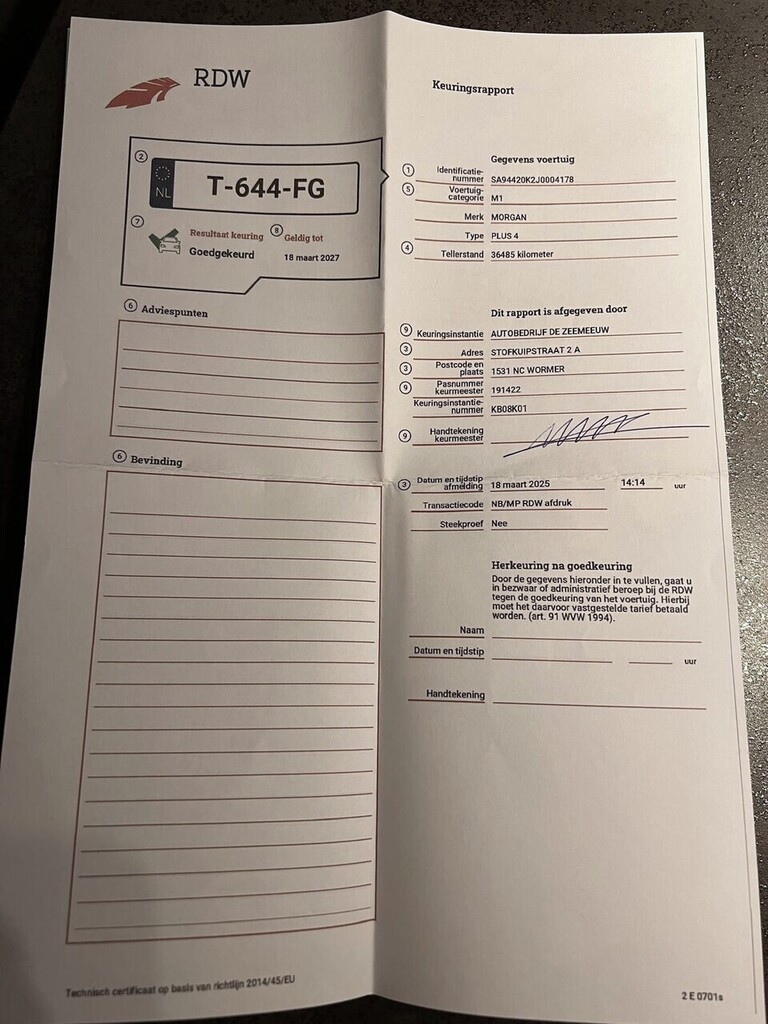 RDW
Keuringsrapport
2
NL
T-644-FG
7
Resultaat keuring
Goedgekeurd
8
Geldig tot
18 maart 2027
6 Adviespunten
6 Bevinding
Gegevens voertuig
1 Identificatie-
nummer SA94420K2J0004178
5 Voertuig-
categorie M1
Merk MORGAN
Type PLUS 4
4 Tellerstand 36485 kilometer
Dit rapport is afgegeven door
9 Keuringsinstantie AUTOBEDRIJF DE ZEEMEEUW
3 Adres STOFKUIPSTRAAT 2 A
3 Postcode en
plaats 1531 NC WORMER
9 Pasnummer
keurmeester 191422
Keuringsinstantie-
nummer KB08K01
9 Handtekening
keurmeester
3 Datum en tijdstip
afmelding 18 maart 2025 14:14 uur
Transactiecode NB/MP RDW afdruk
Steekproef Nee
Herkeuring na goedkeuring
Door de gegevens hieronder in te vullen, gaat u
in bezwaar of administratief beroep bij de RDW
tegen de goedkeuring van het voertuig. Hierbij
moet het daarvoor vastgestelde tarief betaald
worden. (art. 91 WVW 1994).
Naam
Datum en tijdstip uur
Handtekening
Technisch certificaat op basis van richtlijn 2014/45/EU
2 E 0701s